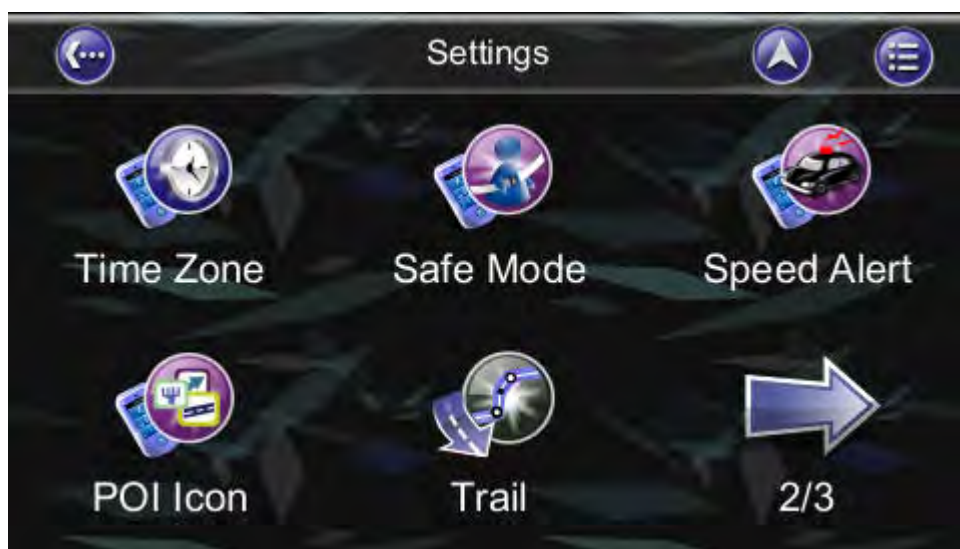 Settings
Time Zone
Safe Mode
Speed Alert
POI Icon
Trail
2/3